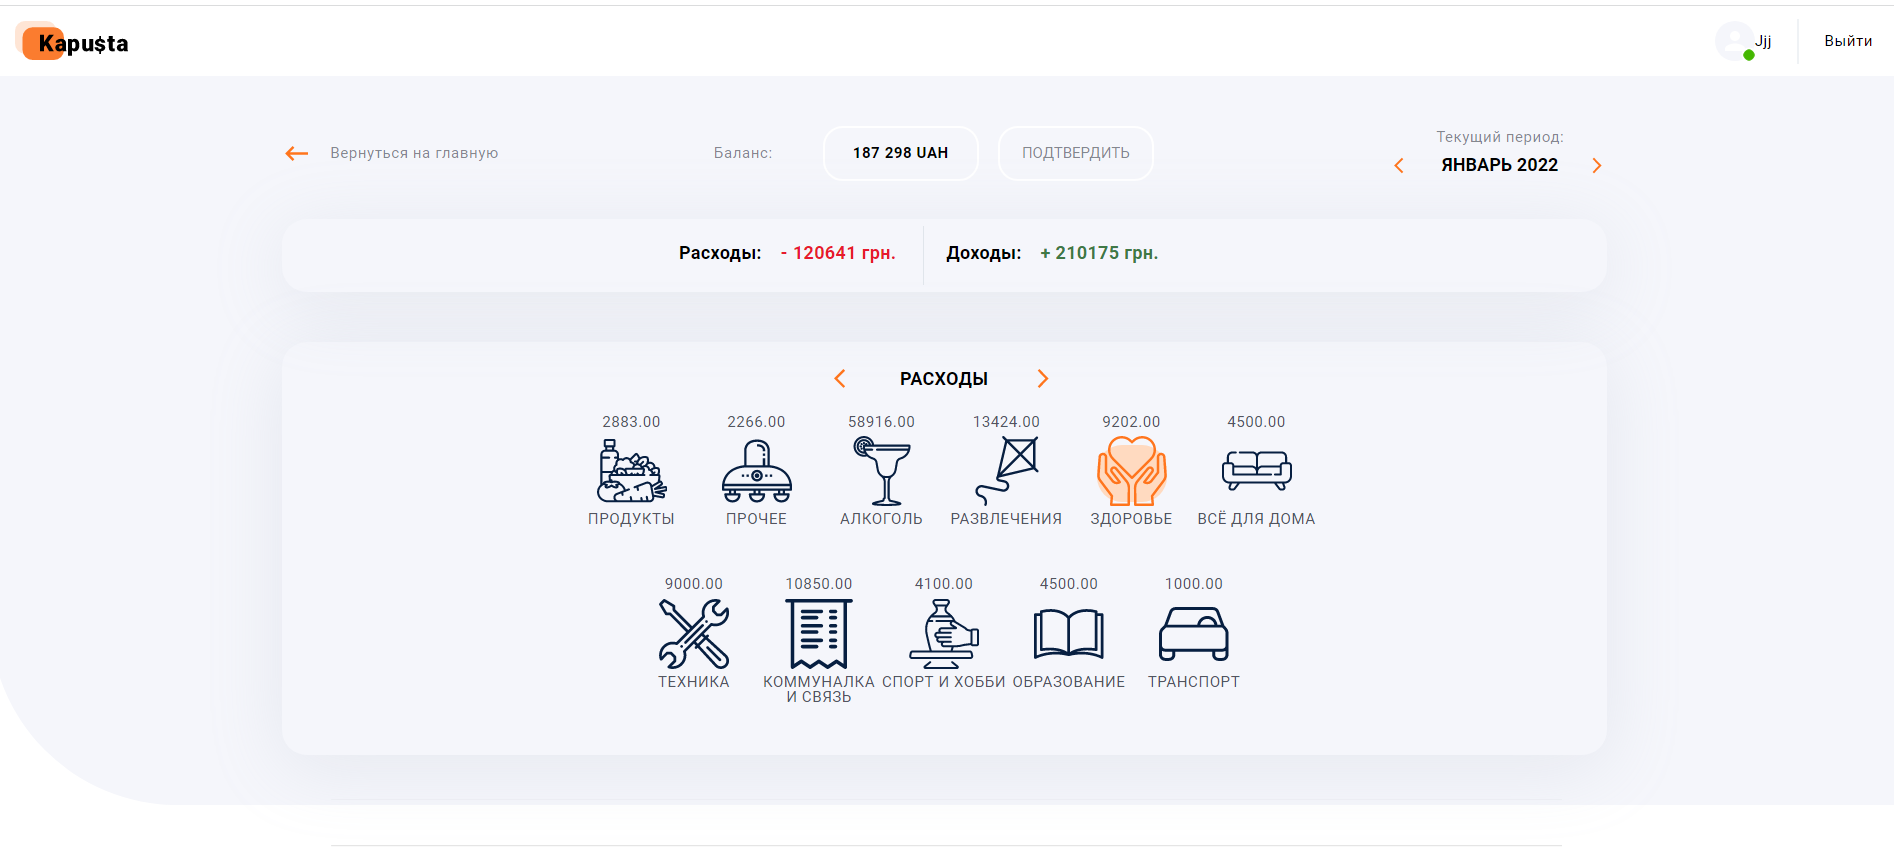 Kapu$ta
Jjj
Выйти
Вернуться на главную
Баланс:
187 298 UAH
ПОДТВЕРДИТЬ
Текущий период:
ЯНВАРЬ 2022
Расходы: - 120641 грн.
Доходы: + 210175 грн.
РАСХОДЫ
2883.00 2266.00 58916.00 13424.00 9202.00 4500.00
ПРОДУКТЫ ПРОЧЕЕ АЛКОГОЛЬ РАЗВЛЕЧЕНИЯ ЗДОРОВЬЕ ВСЁ ДЛЯ ДОМА
9000.00 10850.00 4100.00 4500.00 1000.00
ТЕХНИКА КОММУНАЛКА СПОРТ И ХОББИ ОБРАЗОВАНИЕ ТРАНСПОРТ
И СВЯЗЬ